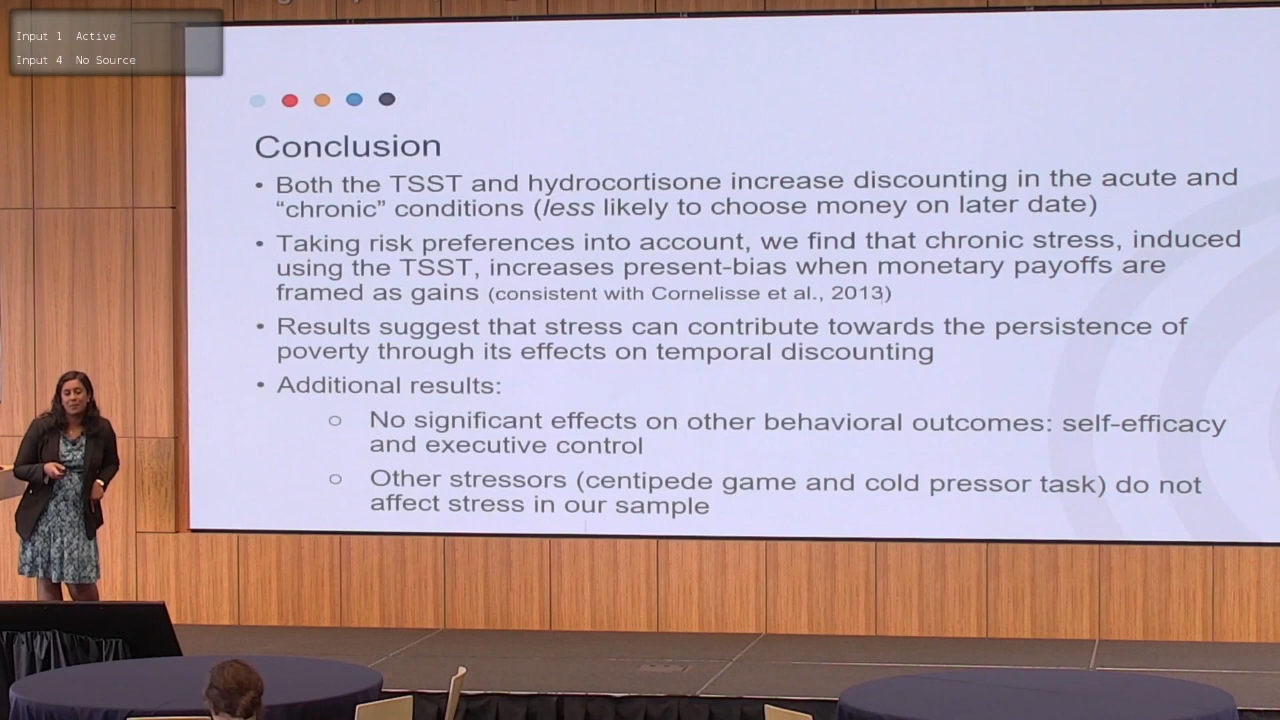 Input 1 Active
Input 4 No Source
Conclusion
• Both the TSST and hydrocortisone increase discounting in the acute and
“chronic” conditions (less likely to choose money on later date)
• Taking risk preferences into account, we find that chronic stress, induced
using the TSST, increases present-bias when monetary payoffs are
framed as gains (consistent with Cornelisse et al., 2013)
• Results suggest that stress can contribute towards the persistence of
poverty through its effects on temporal discounting
• Additional results:
○ No significant effects on other behavioral outcomes: self-efficacy
and executive control
○ Other stressors (centipede game and cold pressor task) do not
affect stress in our sample